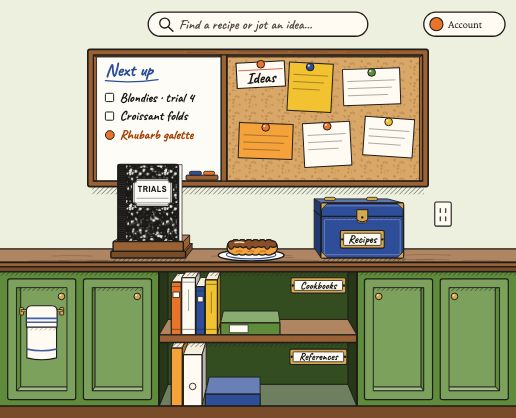 Find a recipe or jot an idea...
Account
Next up
Blondies · trial 4
Croissant folds
Rhubarb galette
Ideas
TRIALS
Recipes
Cookbooks
References